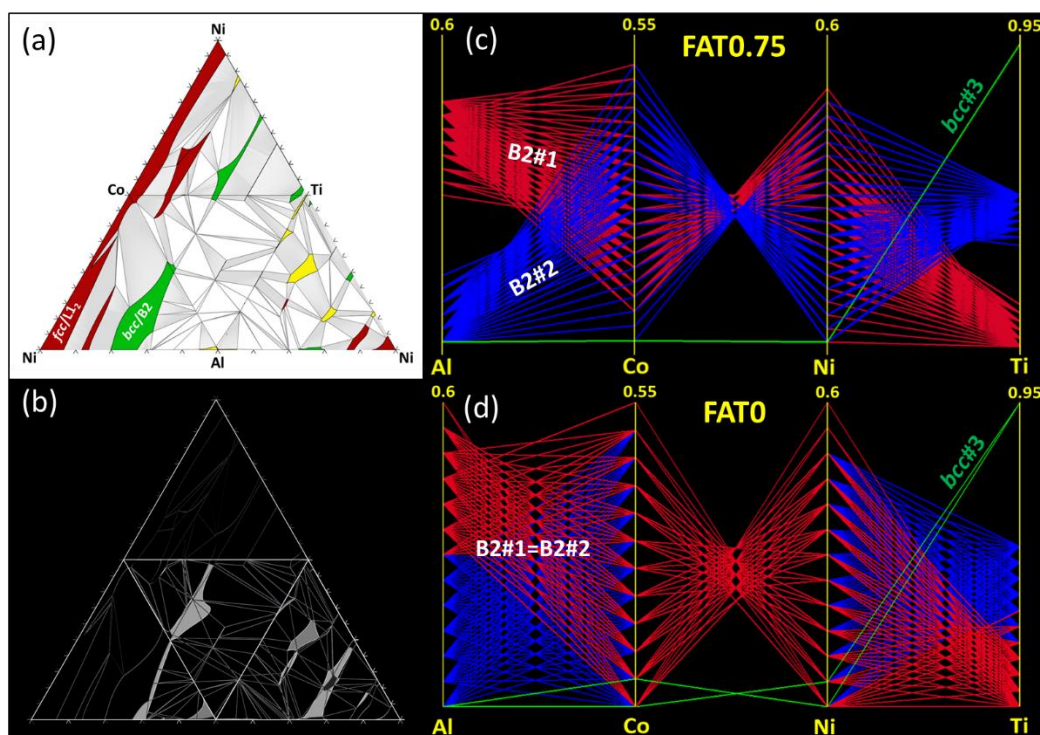 (a)
Ni
Co
Ti
fcc/L1₂
bcc/B2
Ni
Al
Ni
(b)
(c)
0.6
0.55
0.6
0.95
FAT0.75
bcc#3
B2#1
B2#2
Al
Co
Ni
Ti
(d)
0.6
0.55
0.6
0.95
FAT0
bcc#3
B2#1=B2#2
Al
Co
Ni
Ti